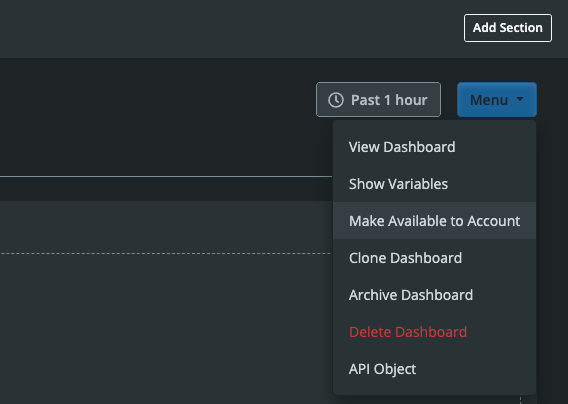 Add Section
Past 1 hour
Menu
View Dashboard
Show Variables
Make Available to Account
Clone Dashboard
Archive Dashboard
Delete Dashboard
API Object